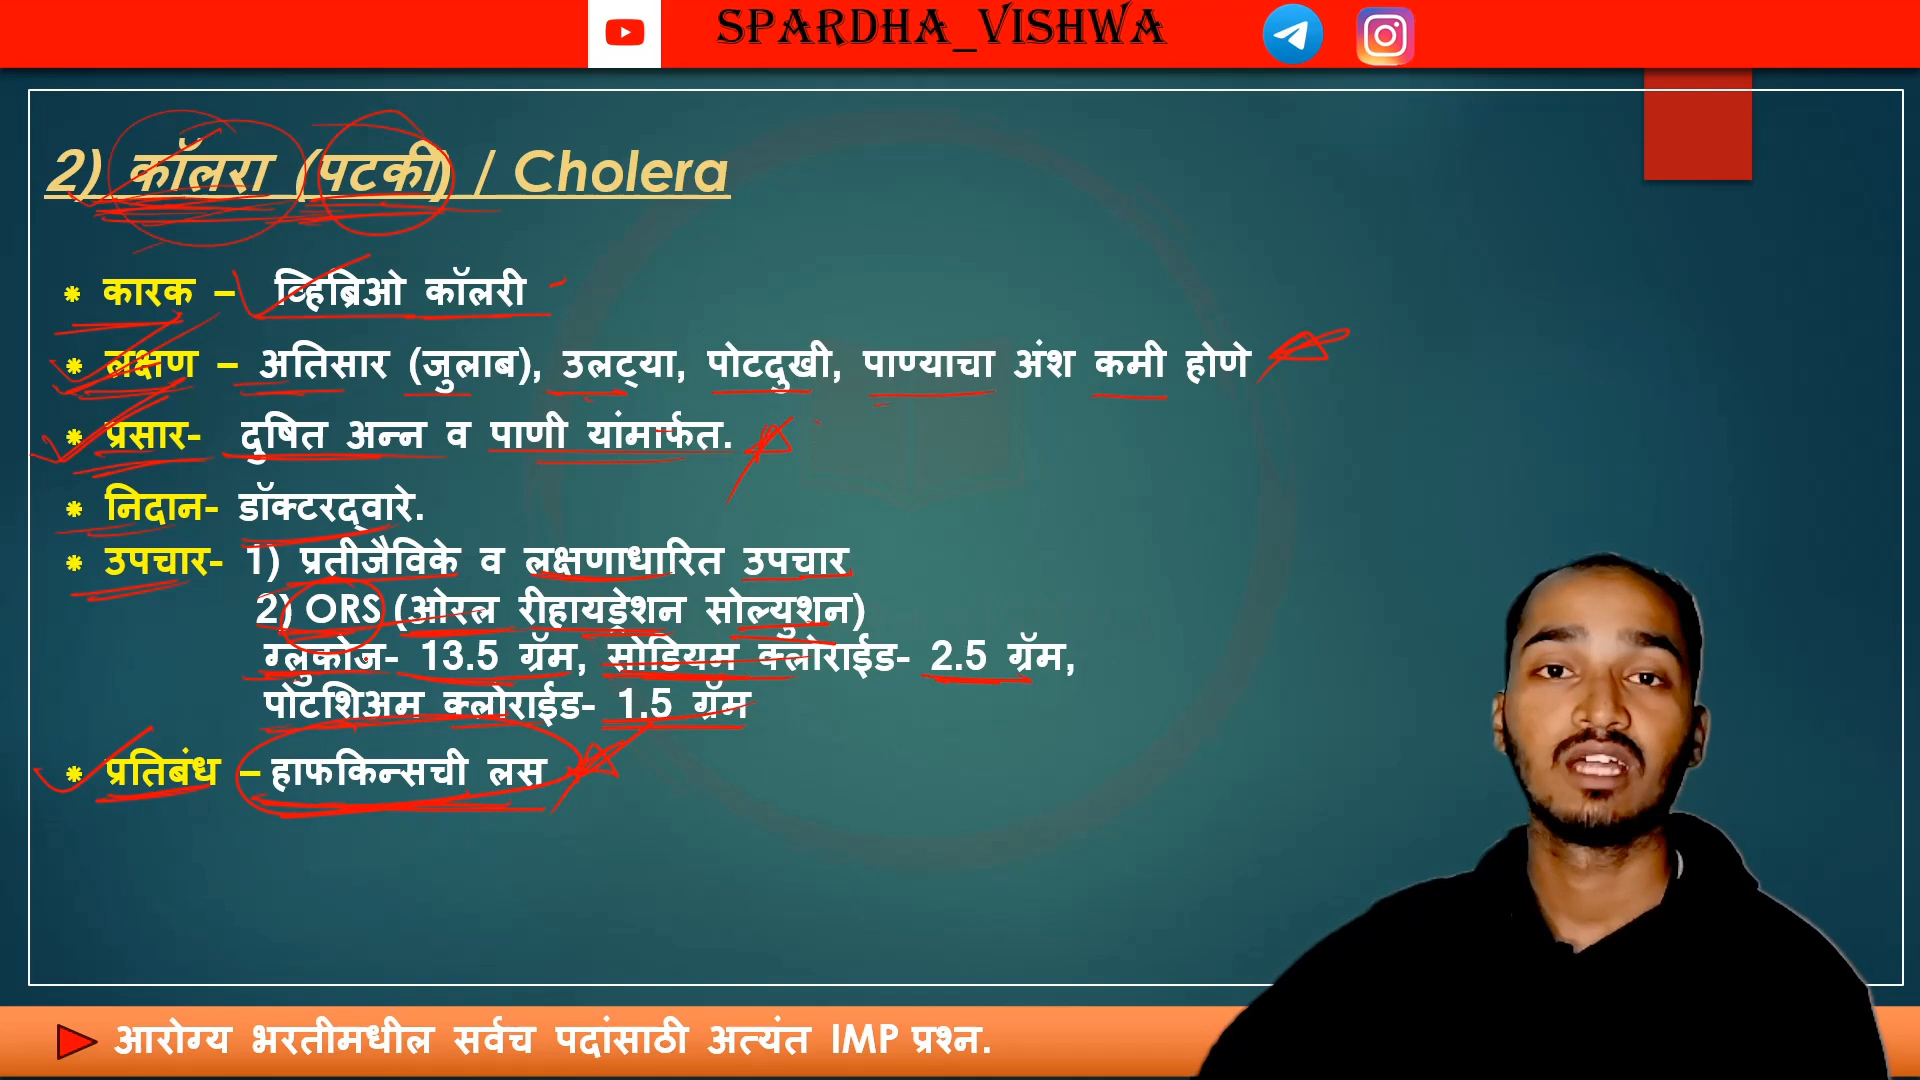 SPARDHA_VISHWA
2) कॉलरा (पटकी) / Cholera
कारक – व्हिब्रिओ कॉलरी
लक्षण – अतिसार (जुलाब), उलट्या, पोटदुखी, पाण्याचा अंश कमी होणे
प्रसार- दुषित अन्न व पाणी यांमार्फत.
निदान- डॉक्टरद्वारे.
उपचार- 1) प्रतीजैविके व लक्षणाधारित उपचार
2) ORS (ओरल रीहायड्रेशन सोल्युशन)
ग्लुकोज- 13.5 ग्रॅम, सोडियम क्लोराईड- 2.5 ग्रॅम,
पोटशिअम क्लोराईड- 1.5 ग्रॅम
प्रतिबंध – हाफकिन्सची लस
आरोग्य भरतीमधील सर्वच पदांसाठी अत्यंत IMP प्रश्न.